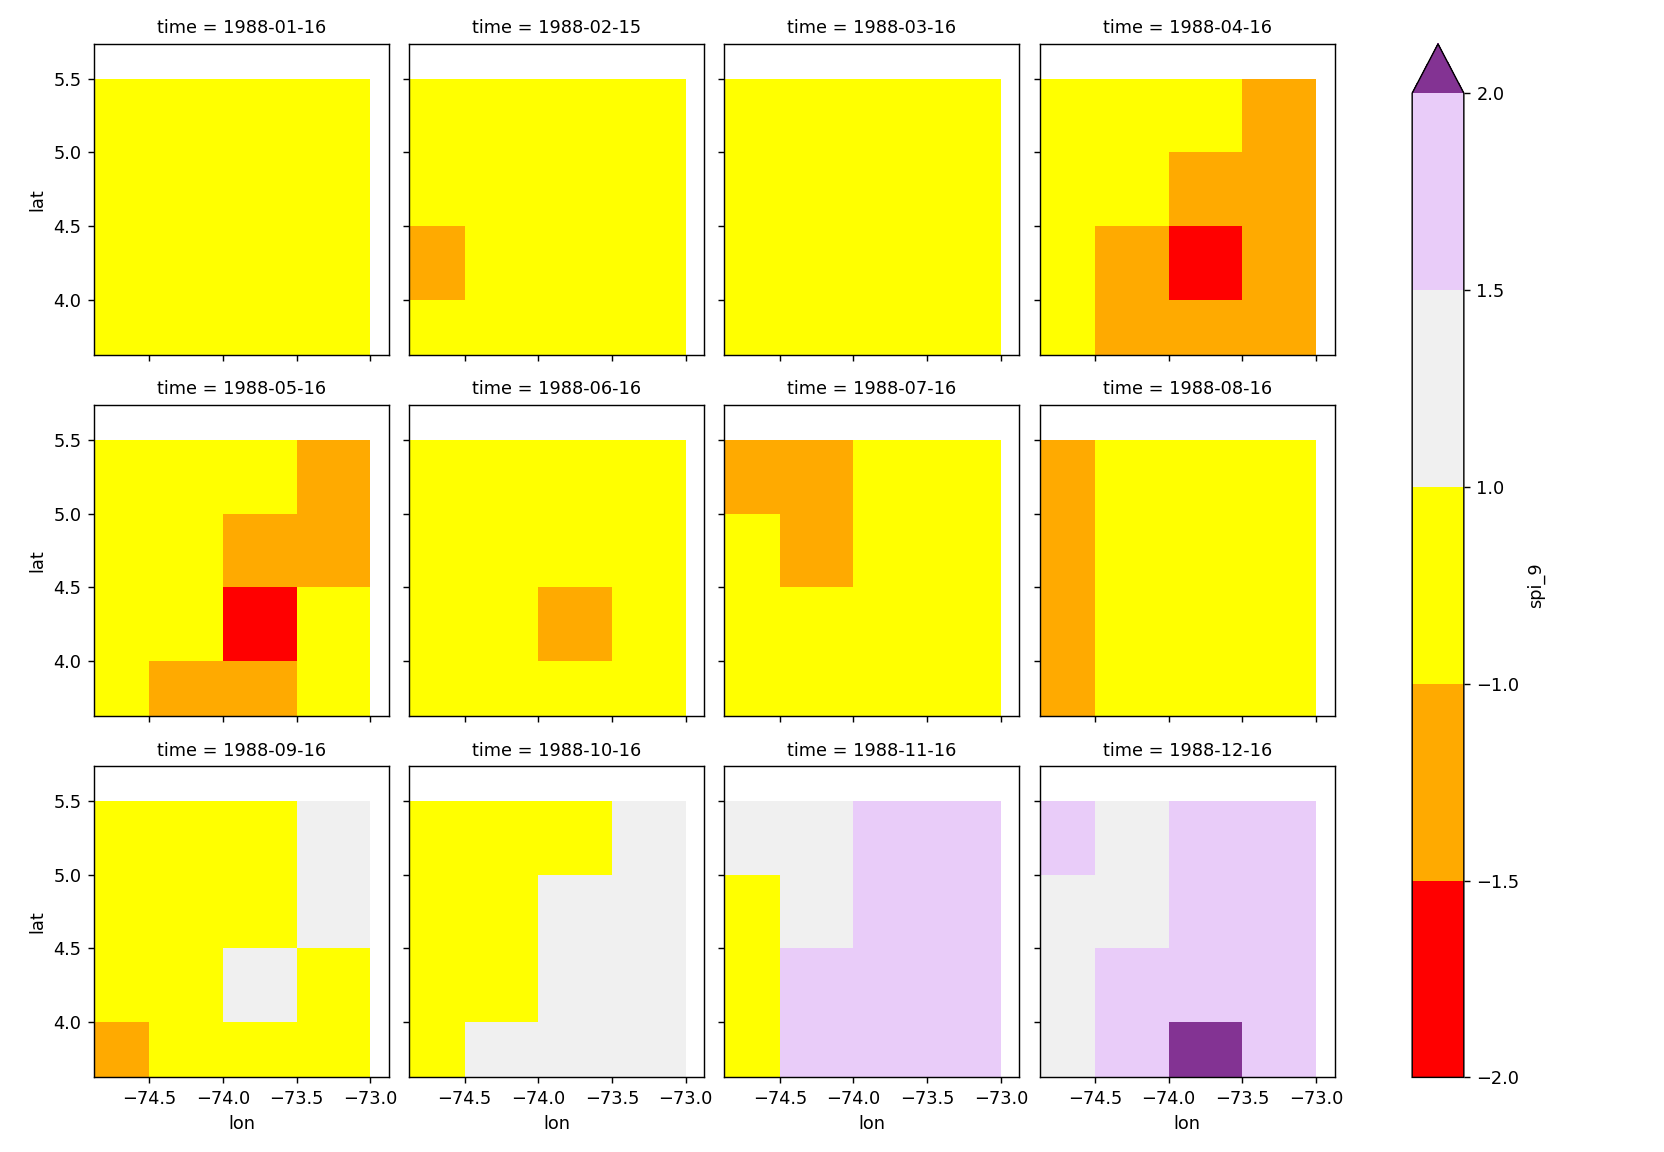 time = 1988-01-16
time = 1988-02-15
time = 1988-03-16
time = 1988-04-16
5.5
5.0
4.5
4.0
lat
time = 1988-05-16
time = 1988-06-16
time = 1988-07-16
time = 1988-08-16
5.5
5.0
4.5
4.0
lat
time = 1988-09-16
time = 1988-10-16
time = 1988-11-16
time = 1988-12-16
5.5
5.0
4.5
4.0
lat
−74.5 −74.0 −73.5 −73.0
lon
−74.5 −74.0 −73.5 −73.0
lon
−74.5 −74.0 −73.5 −73.0
lon
−74.5 −74.0 −73.5 −73.0
lon
2.0
1.5
1.0
−1.0
−1.5
−2.0
spi_9